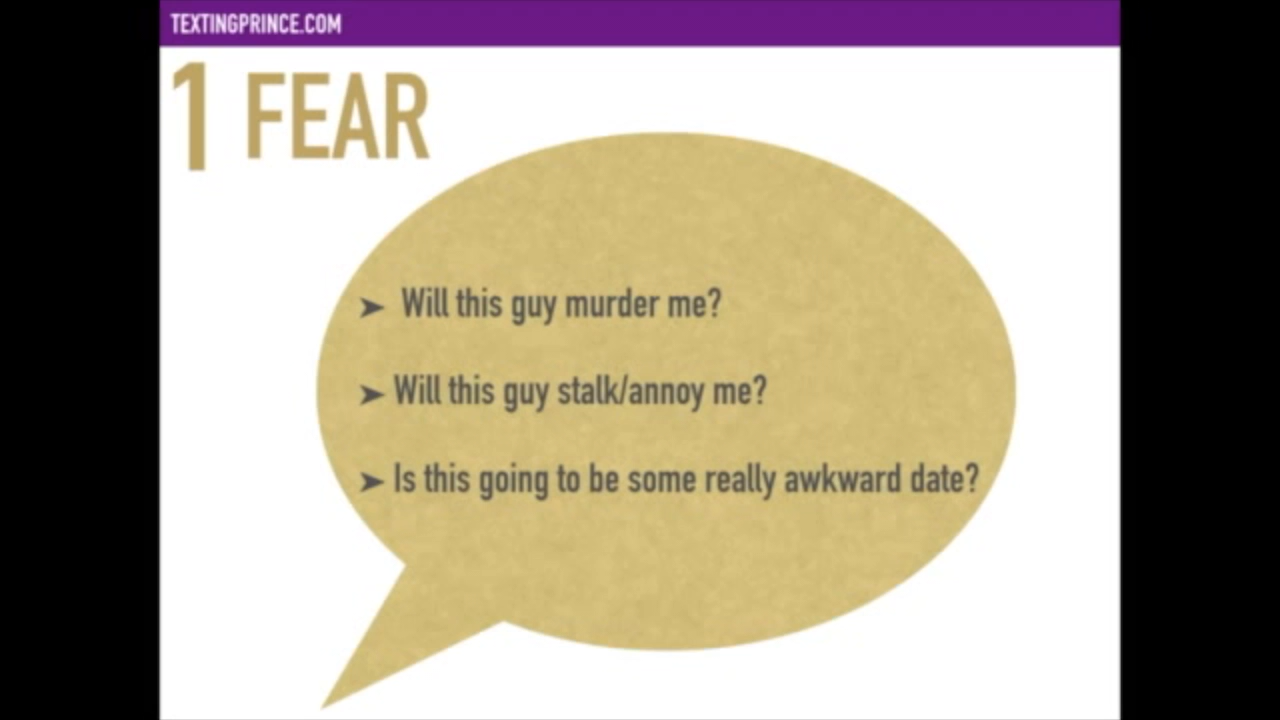 TEXTINGPRINCE.COM
1 FEAR
➤ Will this guy murder me?
➤ Will this guy stalk/annoy me?
➤ Is this going to be some really awkward date?